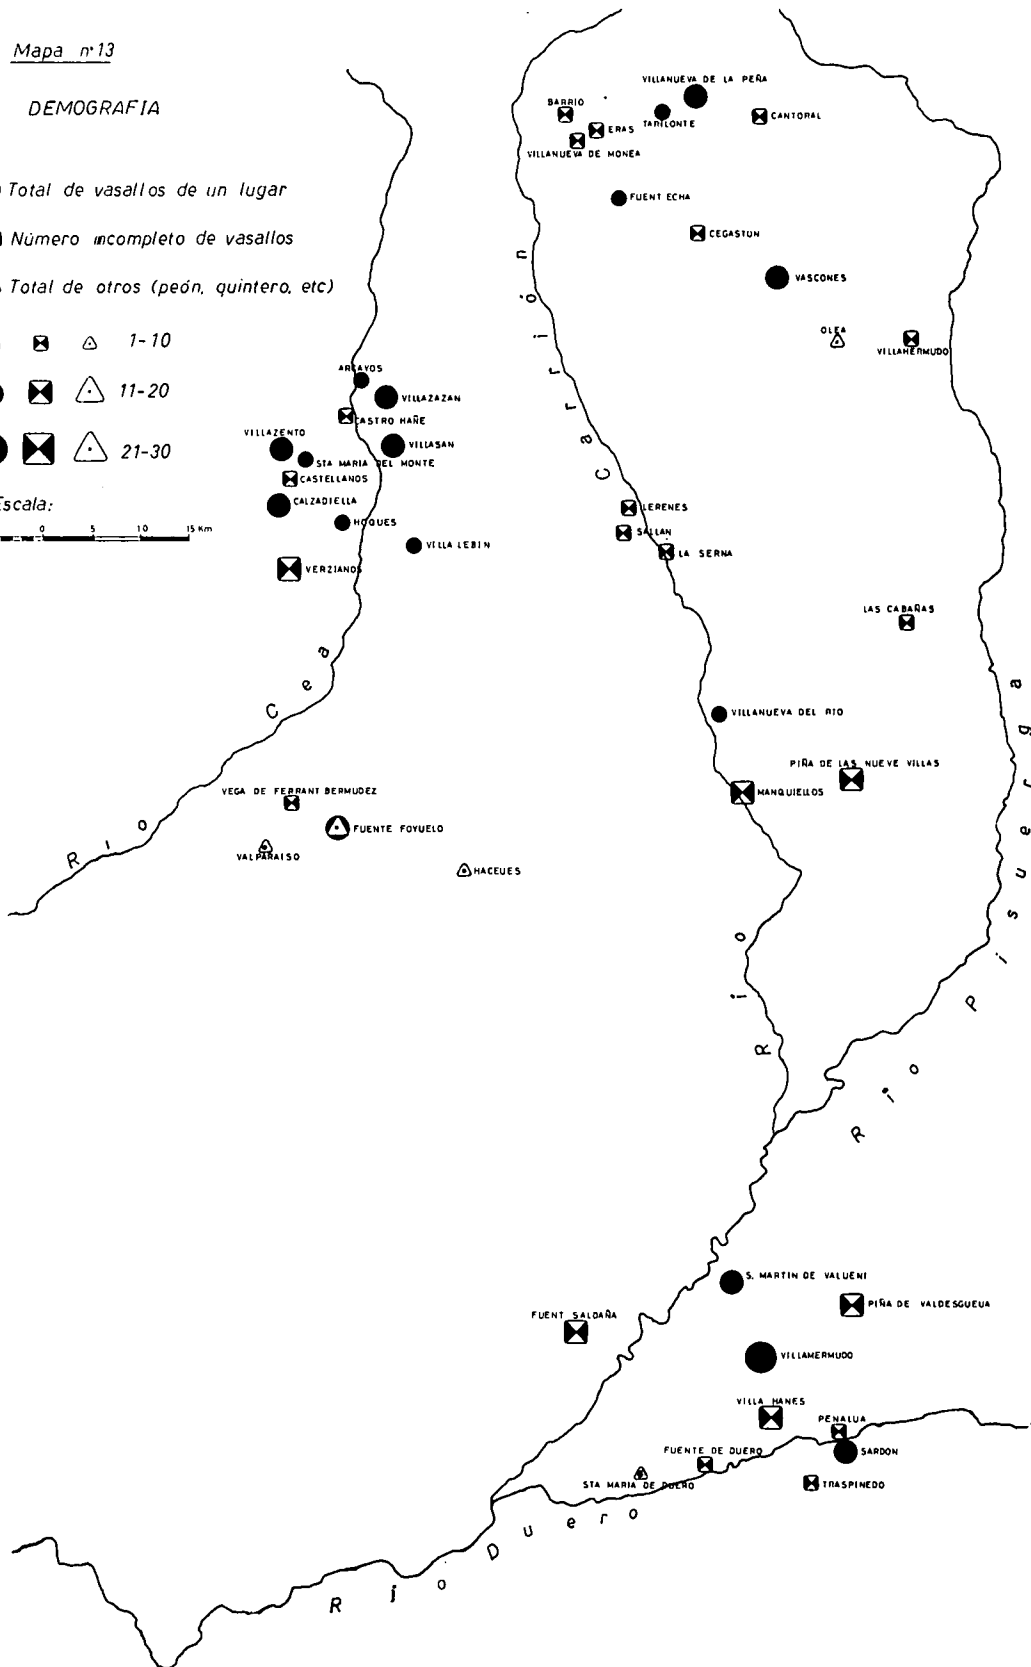 Mapa nº13
DEMOGRAFIA
Total de vasallos de un lugar
Número incompleto de vasallos
Total de otros (peón, quintero, etc)
1-10
11-20
21-30
Escala:
0 5 10 15 Km
VILLANUEVA DE LA PEÑA
BARRIO
TARILONTE
CANTORAL
ERAS
VILLANUEVA DE MONEA
FUENT ECHA
CEGASTUN
VASCONES
OLEA
VILLAHERMUDO
ARCAYOS
VILLAZAZAN
CASTRO HAÑE
VILLAZENTO
VILLASAN
STA MARIA DEL MONTE
CASTELLANOS
CALZADIELLA
HOQUES
VILLA LEBIN
VERZIANOS
LERENES
SALLAN
LA SERNA
LAS CABAÑAS
VILLANUEVA DEL RIO
PIÑA DE LAS NUEVE VILLAS
MANQUIELLOS
VEGA DE FERRANT BERMUDEZ
FUENTE FOYUELO
VALPARAISO
HACEUES
Rio Cea
Rio Carrión
Rio Pisuerga
S. MARTIN DE VALUENI
PIÑA DE VALDESGUEUA
FUENT SALDAÑA
VILLAMERMUDO
VILLA HANES
PENALUA
FUENTE DE DUERO
SARDON
STA MARIA DE DUERO
TRASPINEDO
Rio Duero